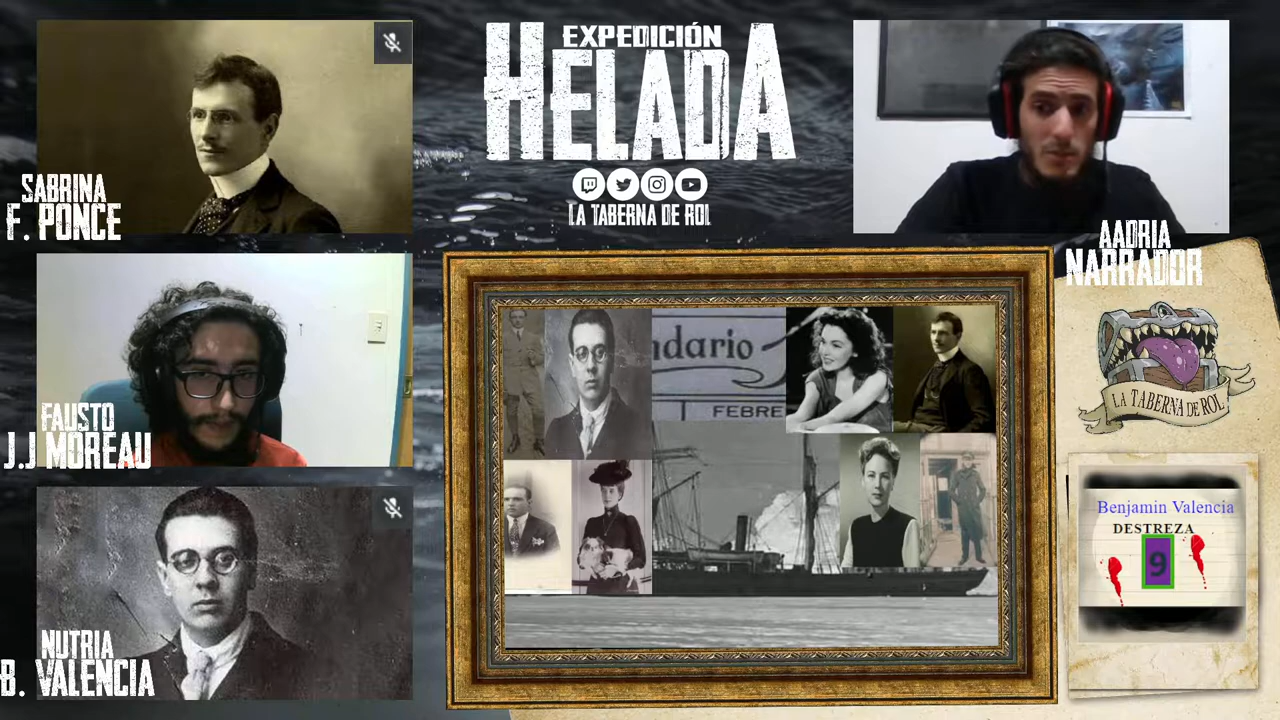 SABRINA
F. PONCE
EXPEDICIÓN
HELADA
LA TABERNA DE ROL
AADRIA
NARRADOR
FAUSTO
J.J MOREAU
ndario
FEBRE
LA TABERNA DE ROL
Benjamin Valencia
DESTREZA
9
NUTRIA
B. VALENCIA